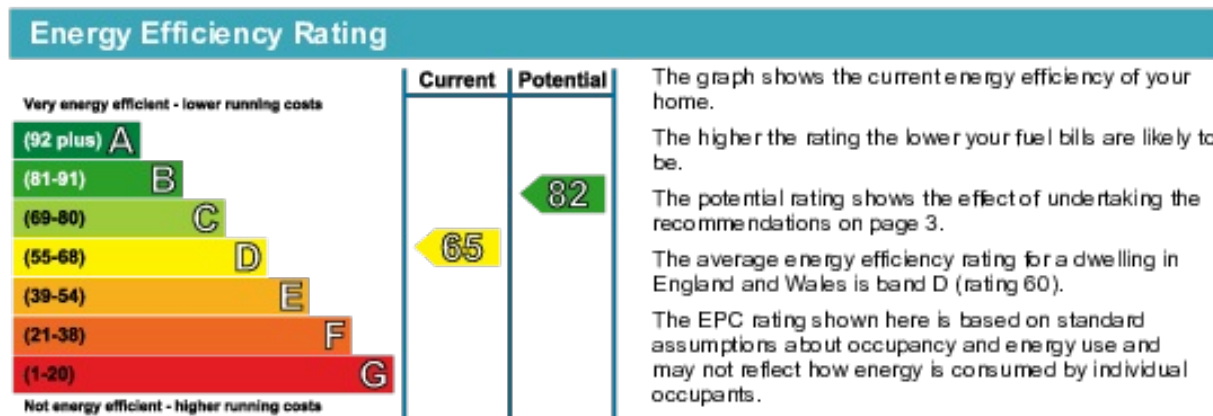 Energy Efficiency Rating
Current
Potential
Very energy efficient - lower running costs
(92 plus) A
(81-91) B
(69-80) C
(55-68) D
(39-54) E
(21-38) F
(1-20) G
Not energy efficient - higher running costs
65
82
The graph shows the current energy efficiency of your
home.
The higher the rating the lower your fuel bills are likely to
be.
The potential rating shows the effect of undertaking the
recommendations on page 3.
The average energy efficiency rating for a dwelling in
England and Wales is band D (rating 60).
The EPC rating shown here is based on standard
assumptions about occupancy and energy use and
may not reflect how energy is consumed by individual
occupants.